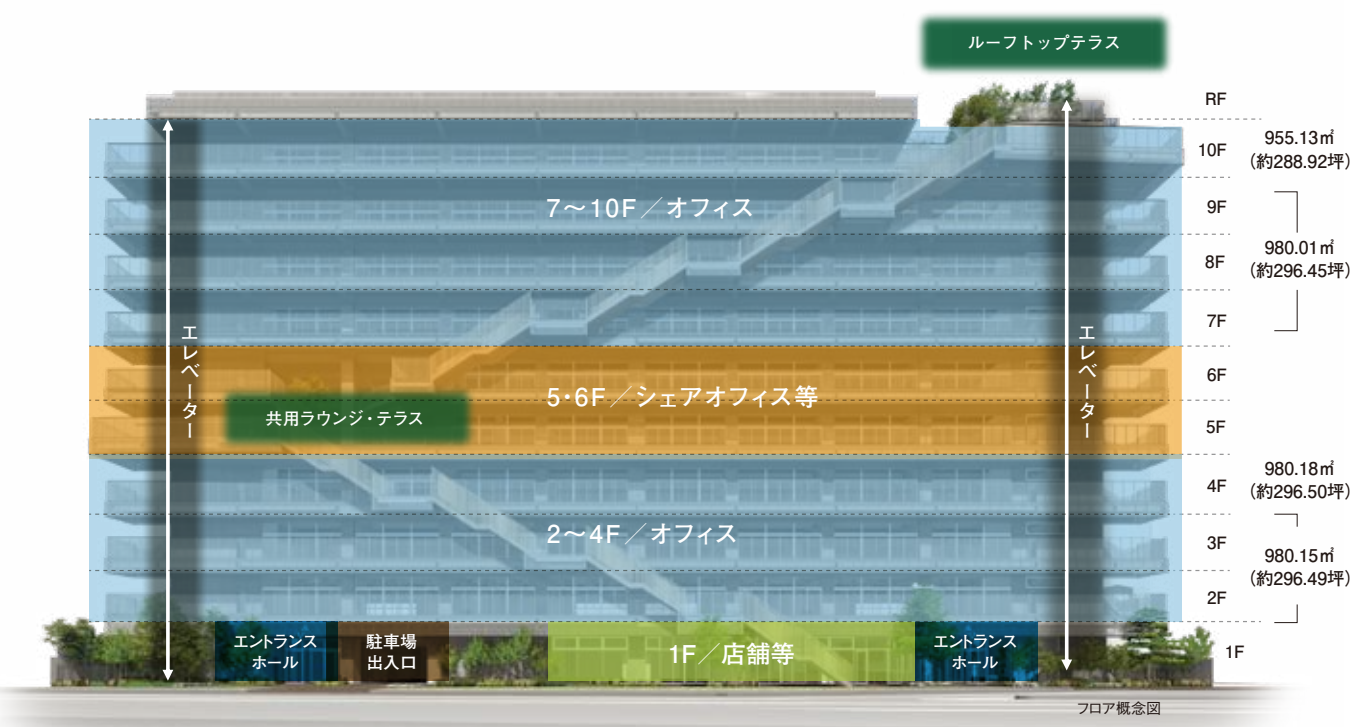 ルーフトップテラス
RF
10F
955.13㎡
(約288.92坪)
7〜10F／オフィス
9F
8F
980.01㎡
(約296.45坪)
7F
エレベーター
エレベーター
6F
5・6F／シェアオフィス等
共用ラウンジ・テラス
5F
4F
980.18㎡
(約296.50坪)
2〜4F／オフィス
3F
980.15㎡
(約296.49坪)
2F
エントランス
ホール
駐車場
出入口
1F／店舗等
エントランス
ホール
1F
フロア概念図